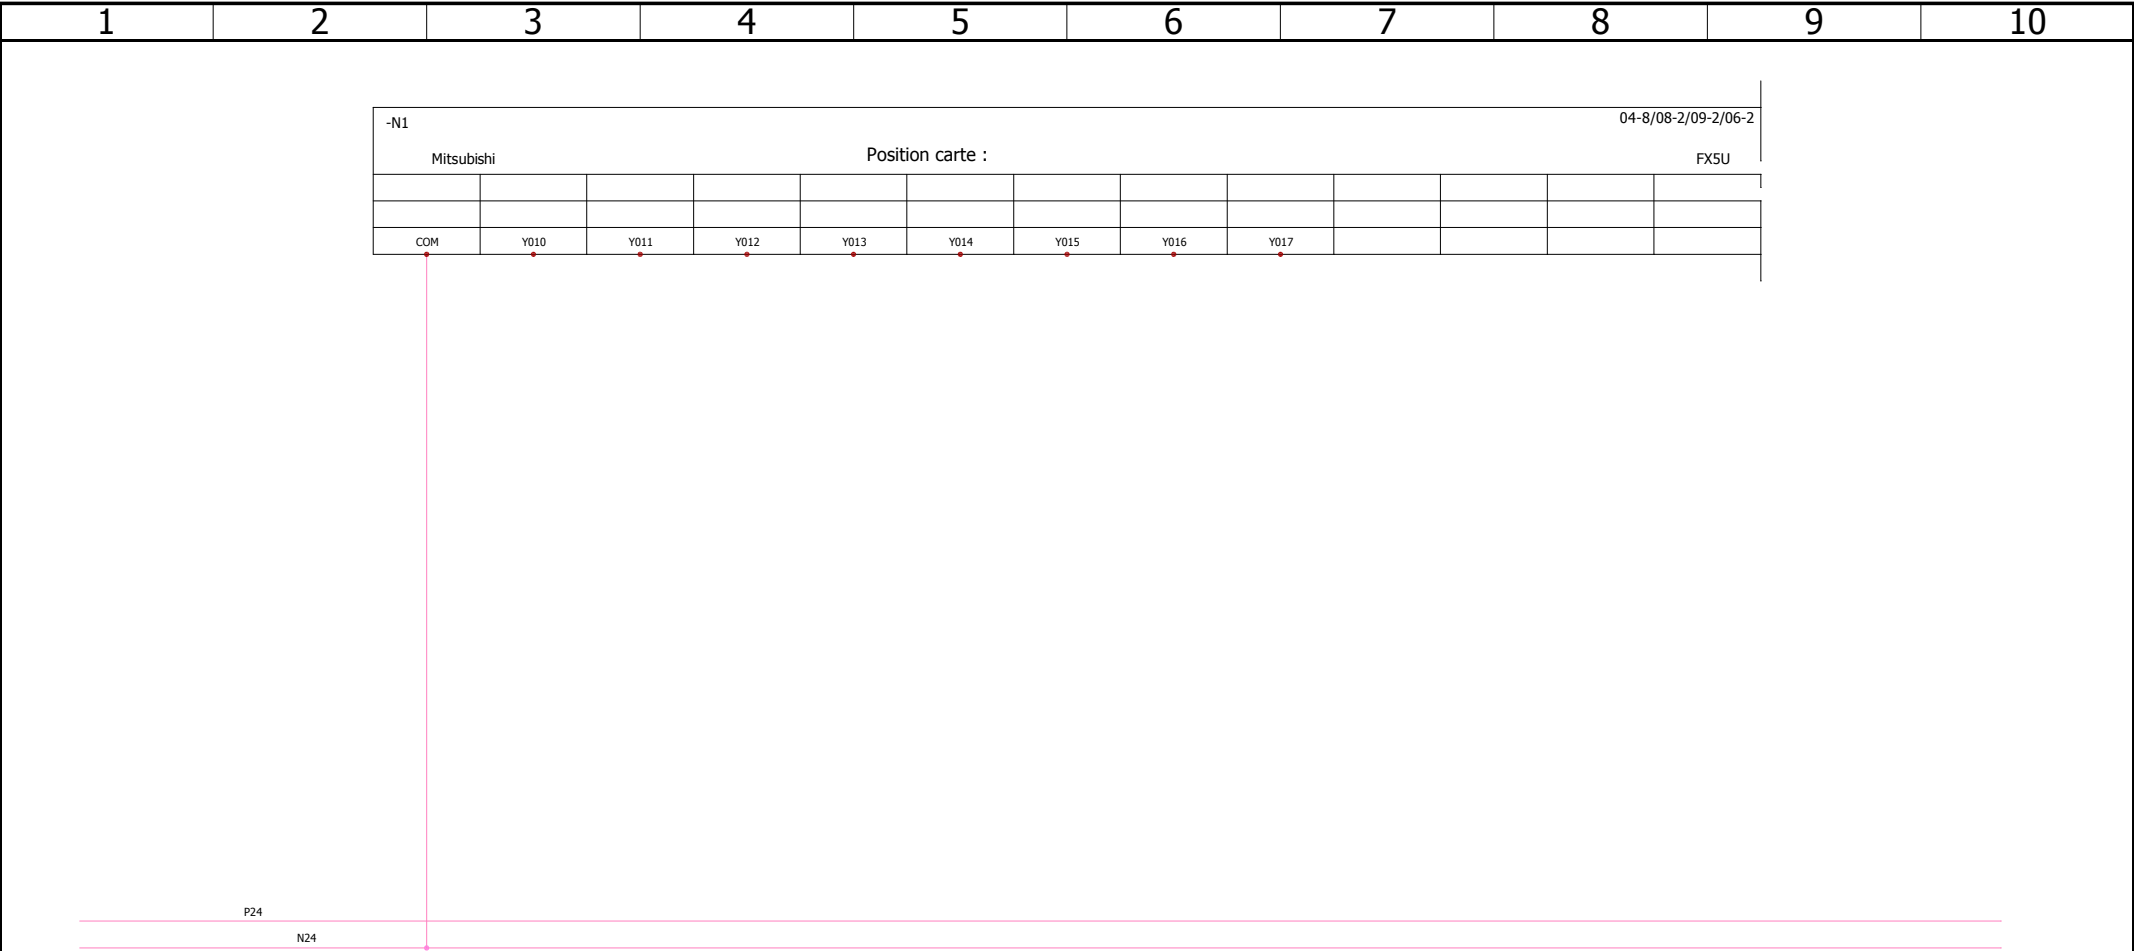 1 2 3 4 5 6 7 8 9 10
-N1 04-8/08-2/09-2/06-2
Mitsubishi Position carte : FX5U
COM Y010 Y011 Y012 Y013 Y014 Y015 Y016 Y017
P24
N24